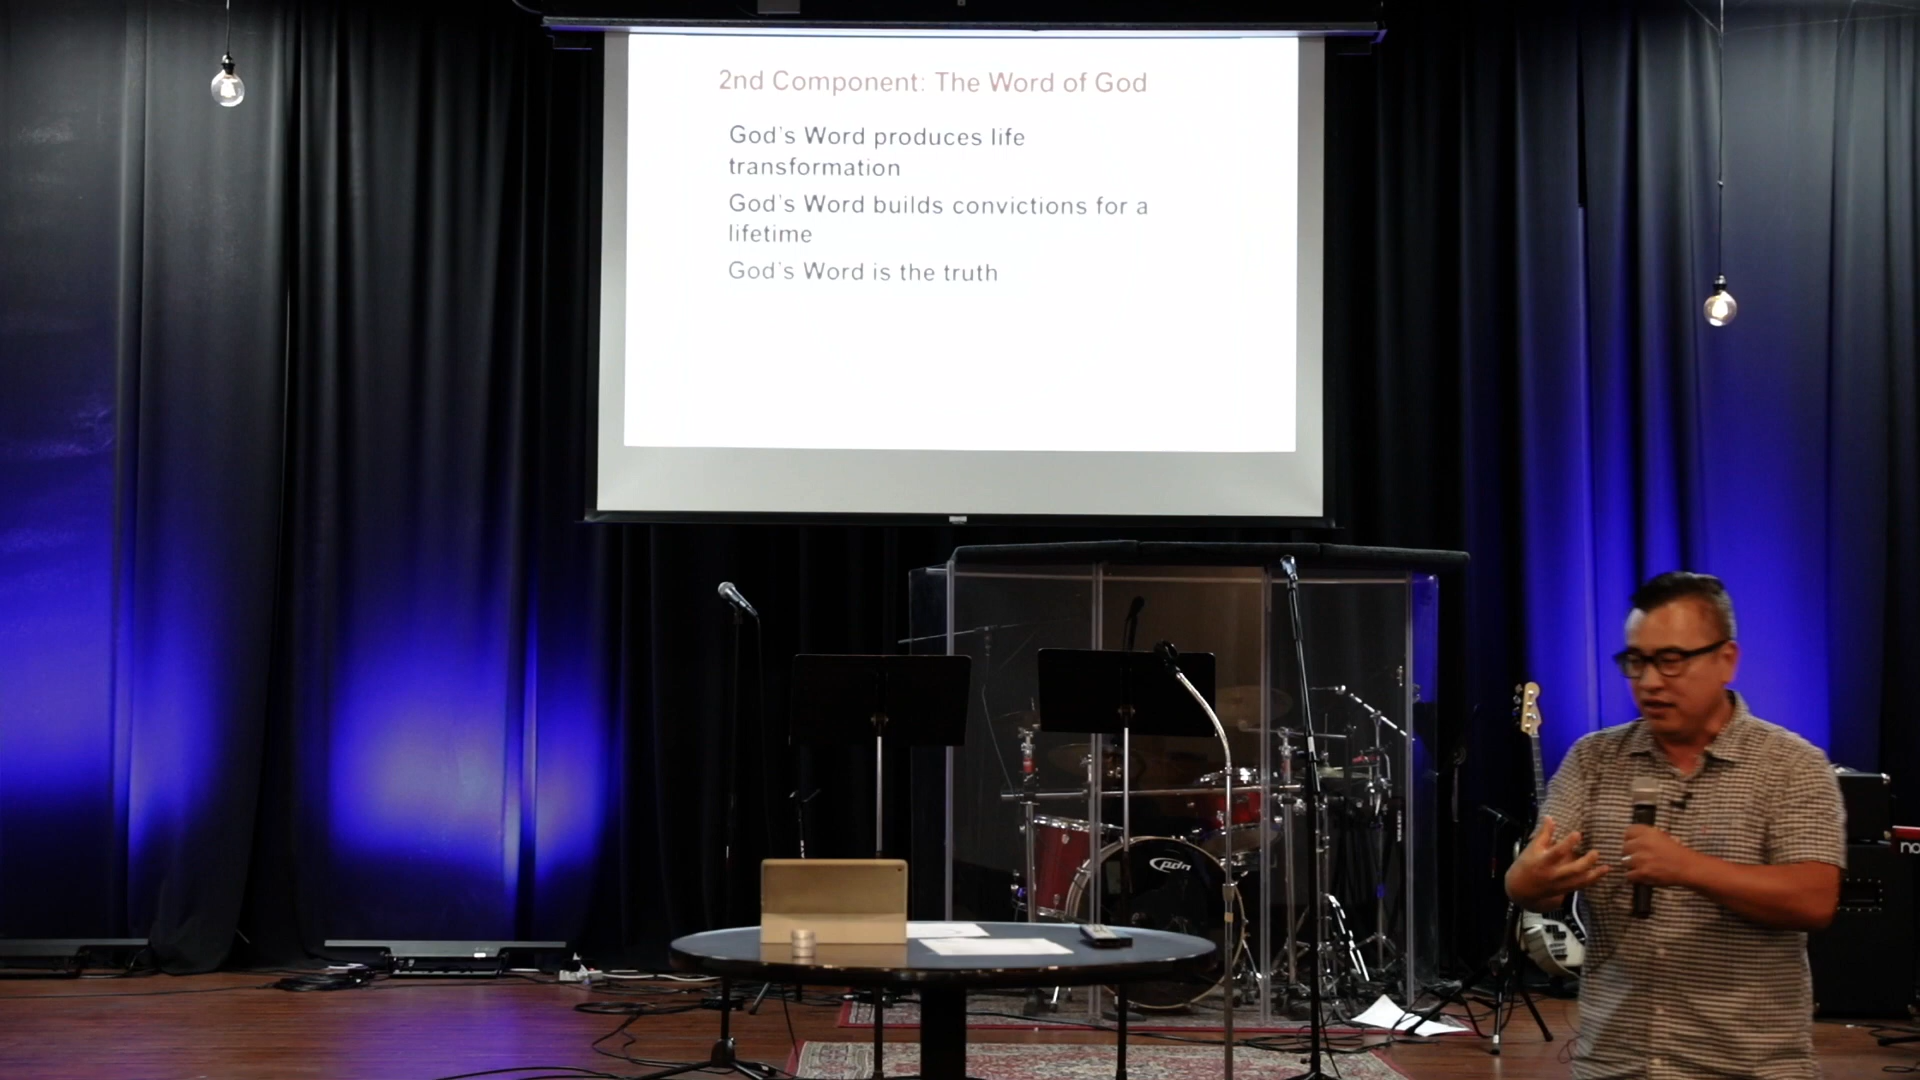 2nd Component: The Word of God
God's Word produces life
transformation
God's Word builds convictions for a
lifetime
God's Word is the truth
pdp
no